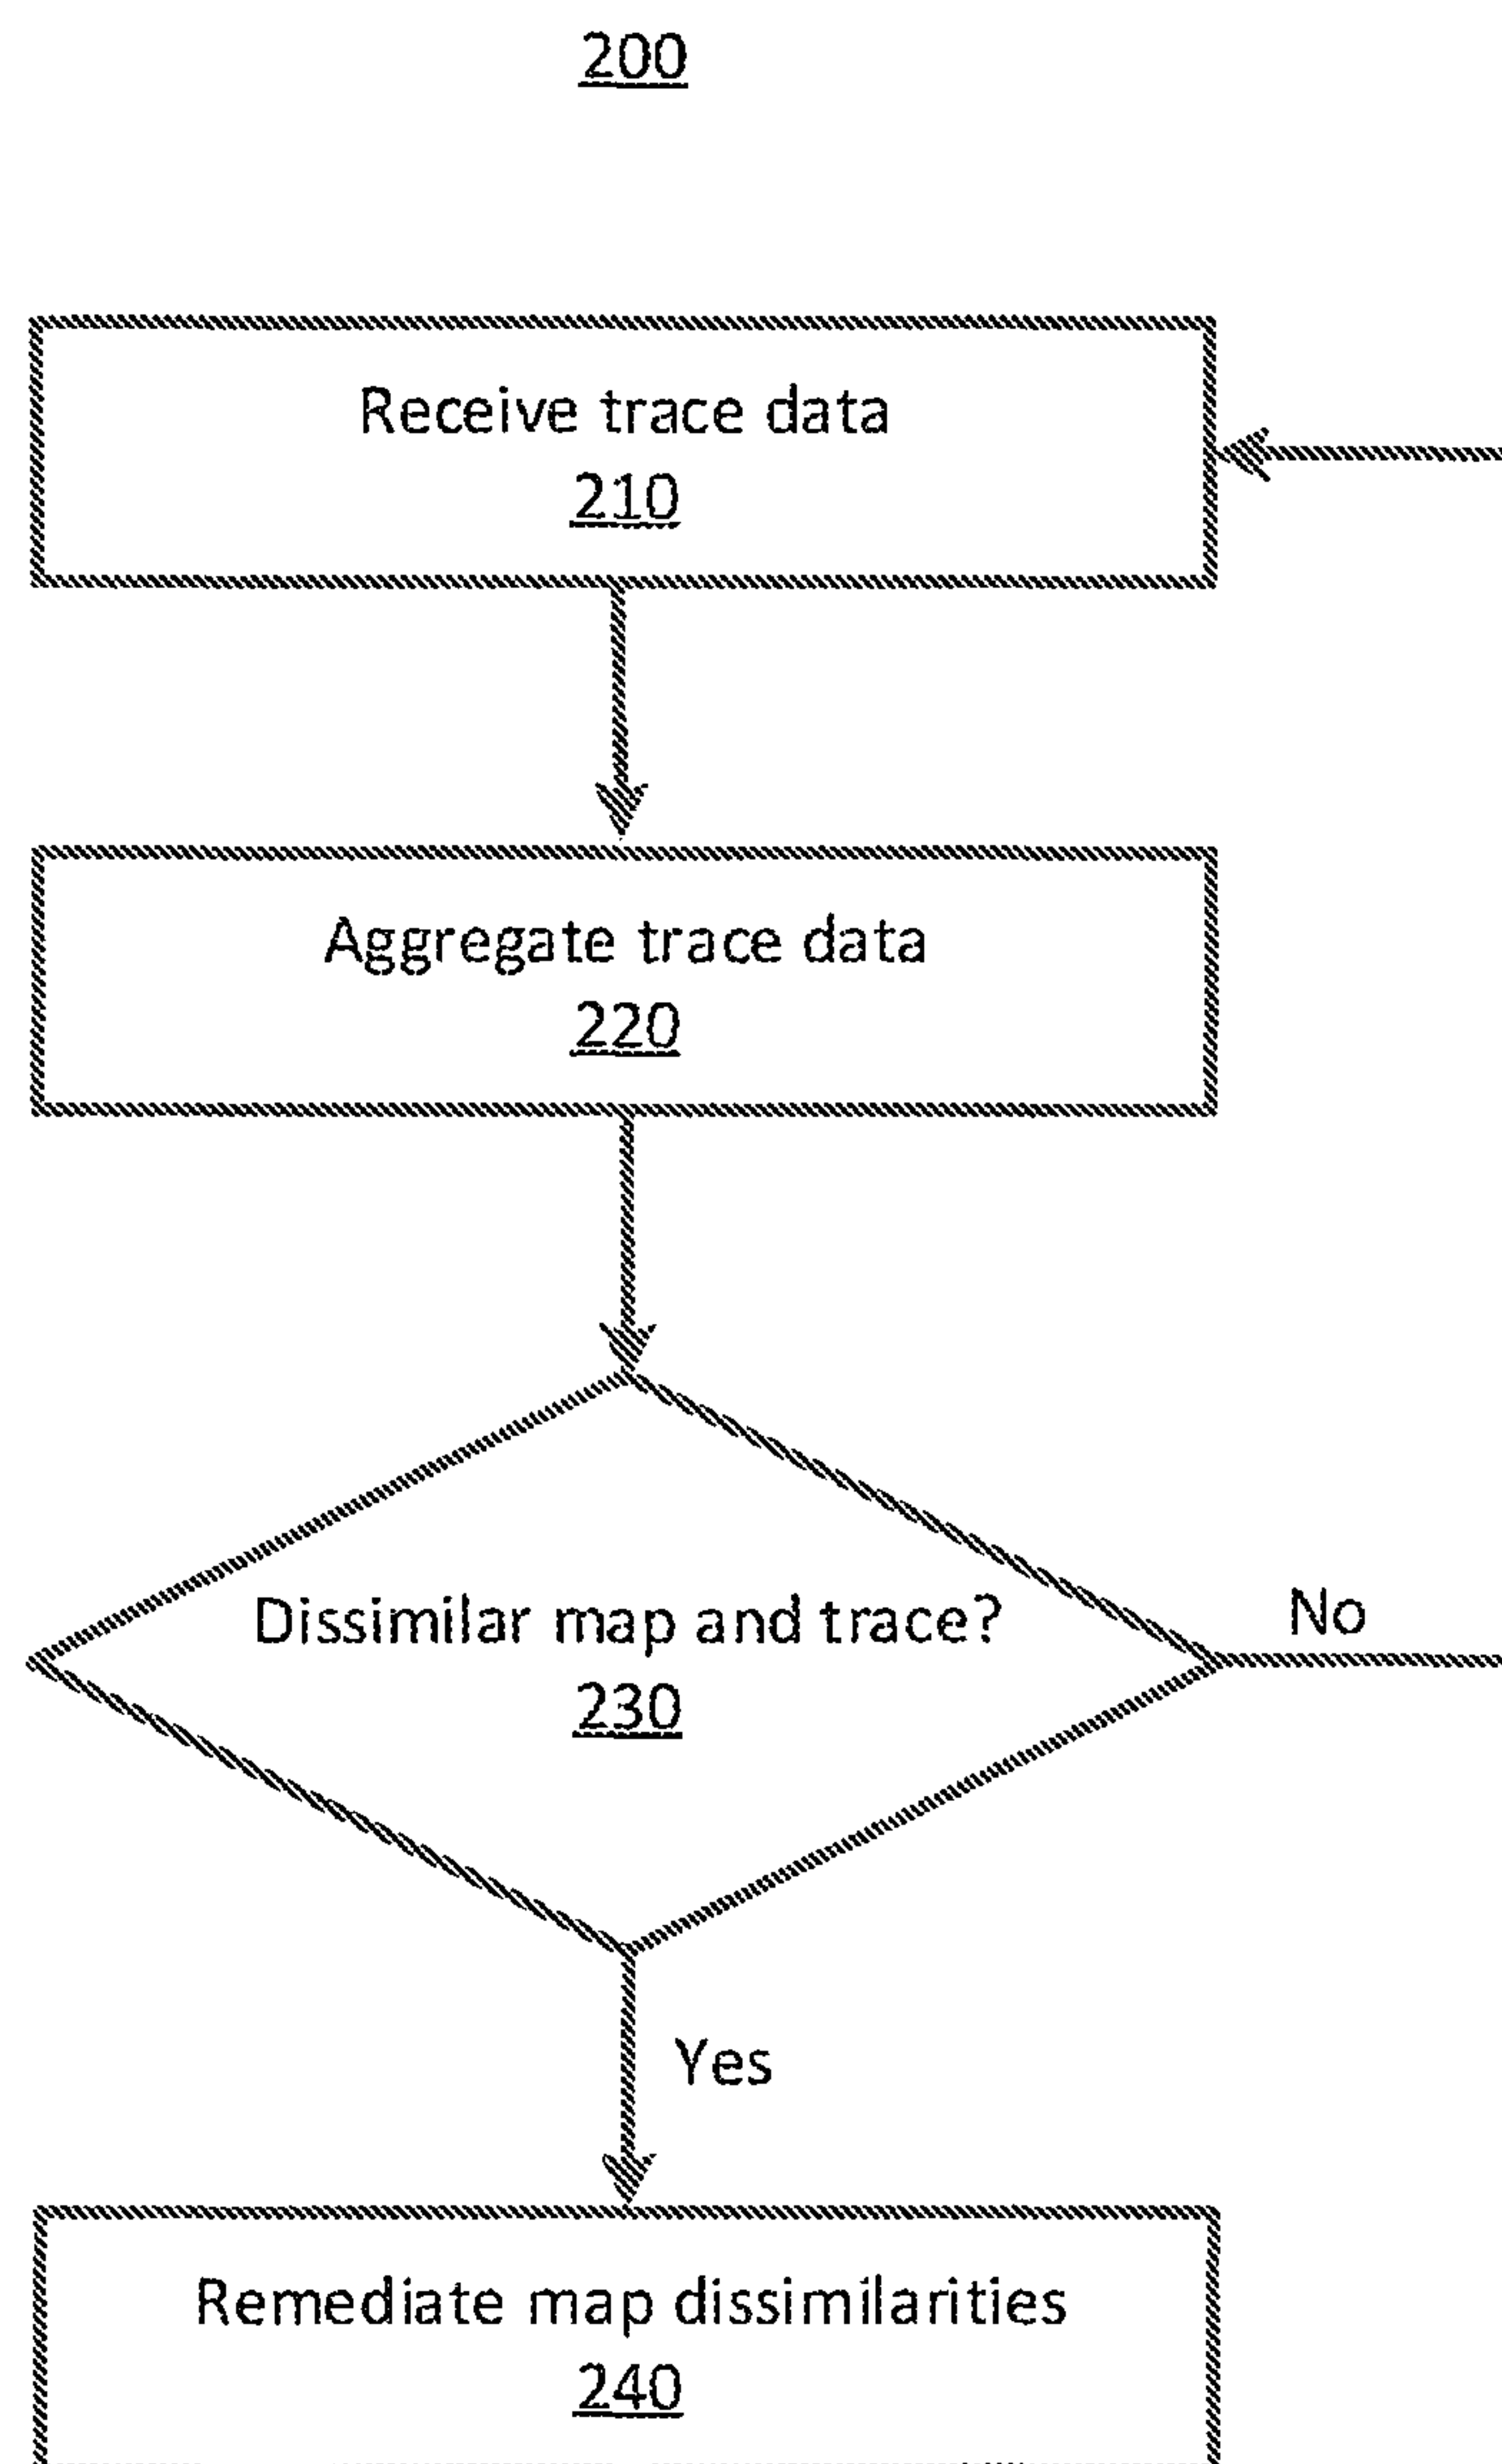 200
Receive trace data
210
Aggregate trace data
220
Dissimilar map and trace?
230
No
Yes
Remediate map dissimilarities
240